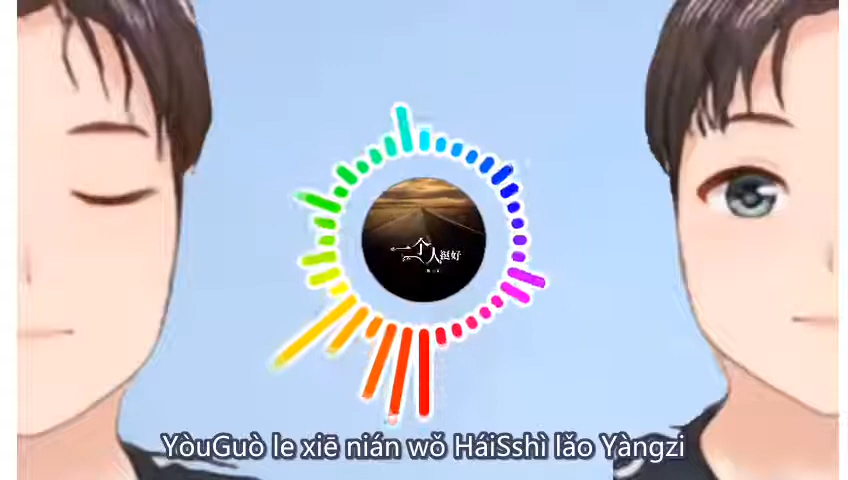 一个人挺好
YòuGuò le xiē nián wǒ HáiSshì lǎo Yàngzi